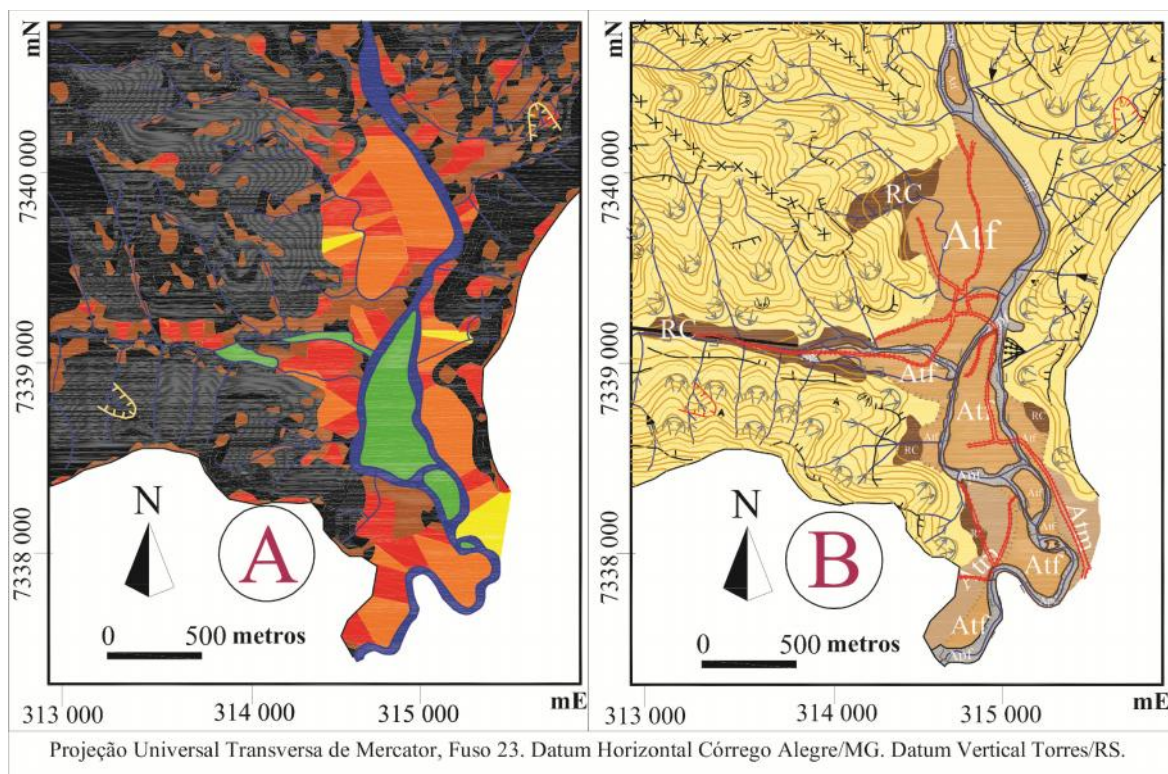 mN
7340 000
7339 000
7338 000
N
A
0 500 metros
mE
313 000 314 000 315 000
mN
7340 000
7339 000
7338 000
RC
Atf
RC
Atf
RC
Atf
RC
Atf
Atf
Atm
Atf
Atf
N
B
0 500 metros
mE
313 000 314 000 315 000
Projeção Universal Transversa de Mercator, Fuso 23. Datum Horizontal Córrego Alegre/MG. Datum Vertical Torres/RS.